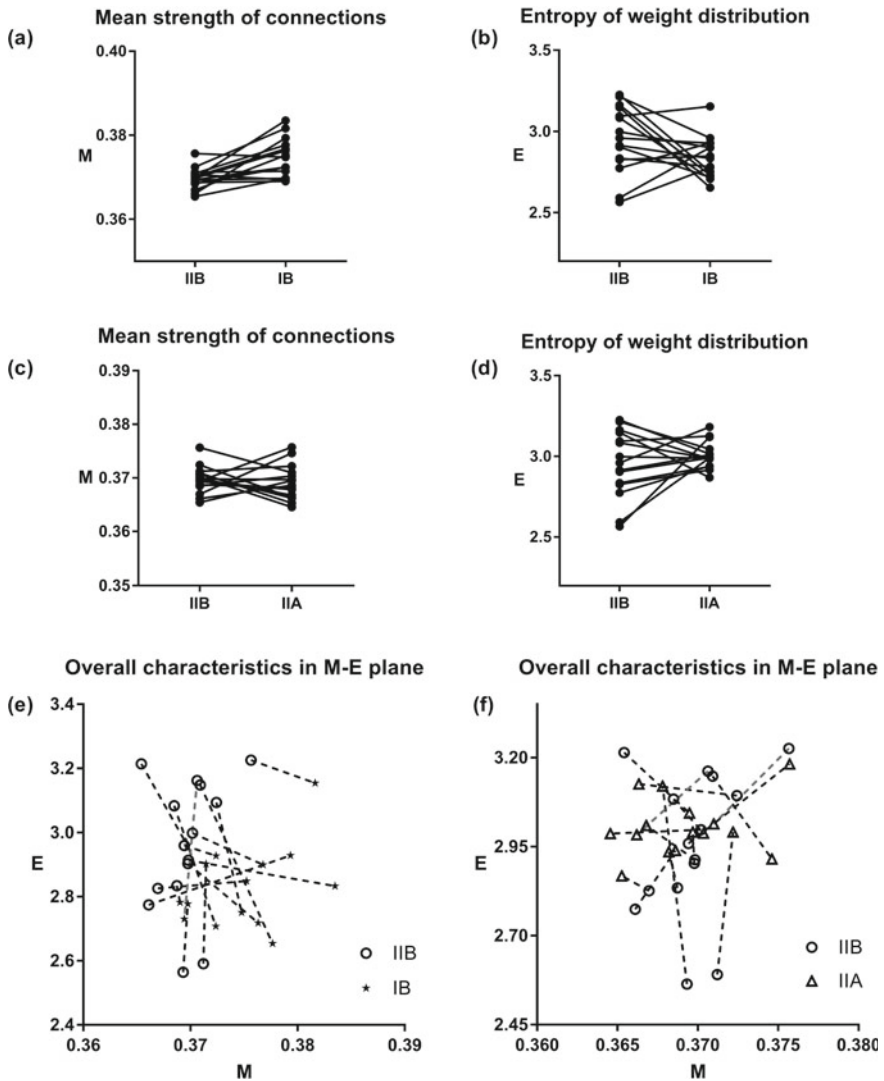 Mean strength of connections
(a)
0.40
0.38
M
0.36
IIB IB
Entropy of weight distribution
(b)
3.5
3.0
E
2.5
IIB IB
Mean strength of connections
(c)
0.39
0.38
M 0.37
0.36
0.35
IIB IIA
Entropy of weight distribution
(d)
3.5
3.0
E
2.5
IIB IIA
Overall characteristics in M-E plane
(e)
3.4
3.2
3.0
E
2.8
2.6
2.4
0.36 0.37 0.38 0.39
M
IIB
IB
Overall characteristics in M-E plane
(f)
3.20
E 2.95
2.70
2.45
0.360 0.365 0.370 0.375 0.380
M
IIB
IIA